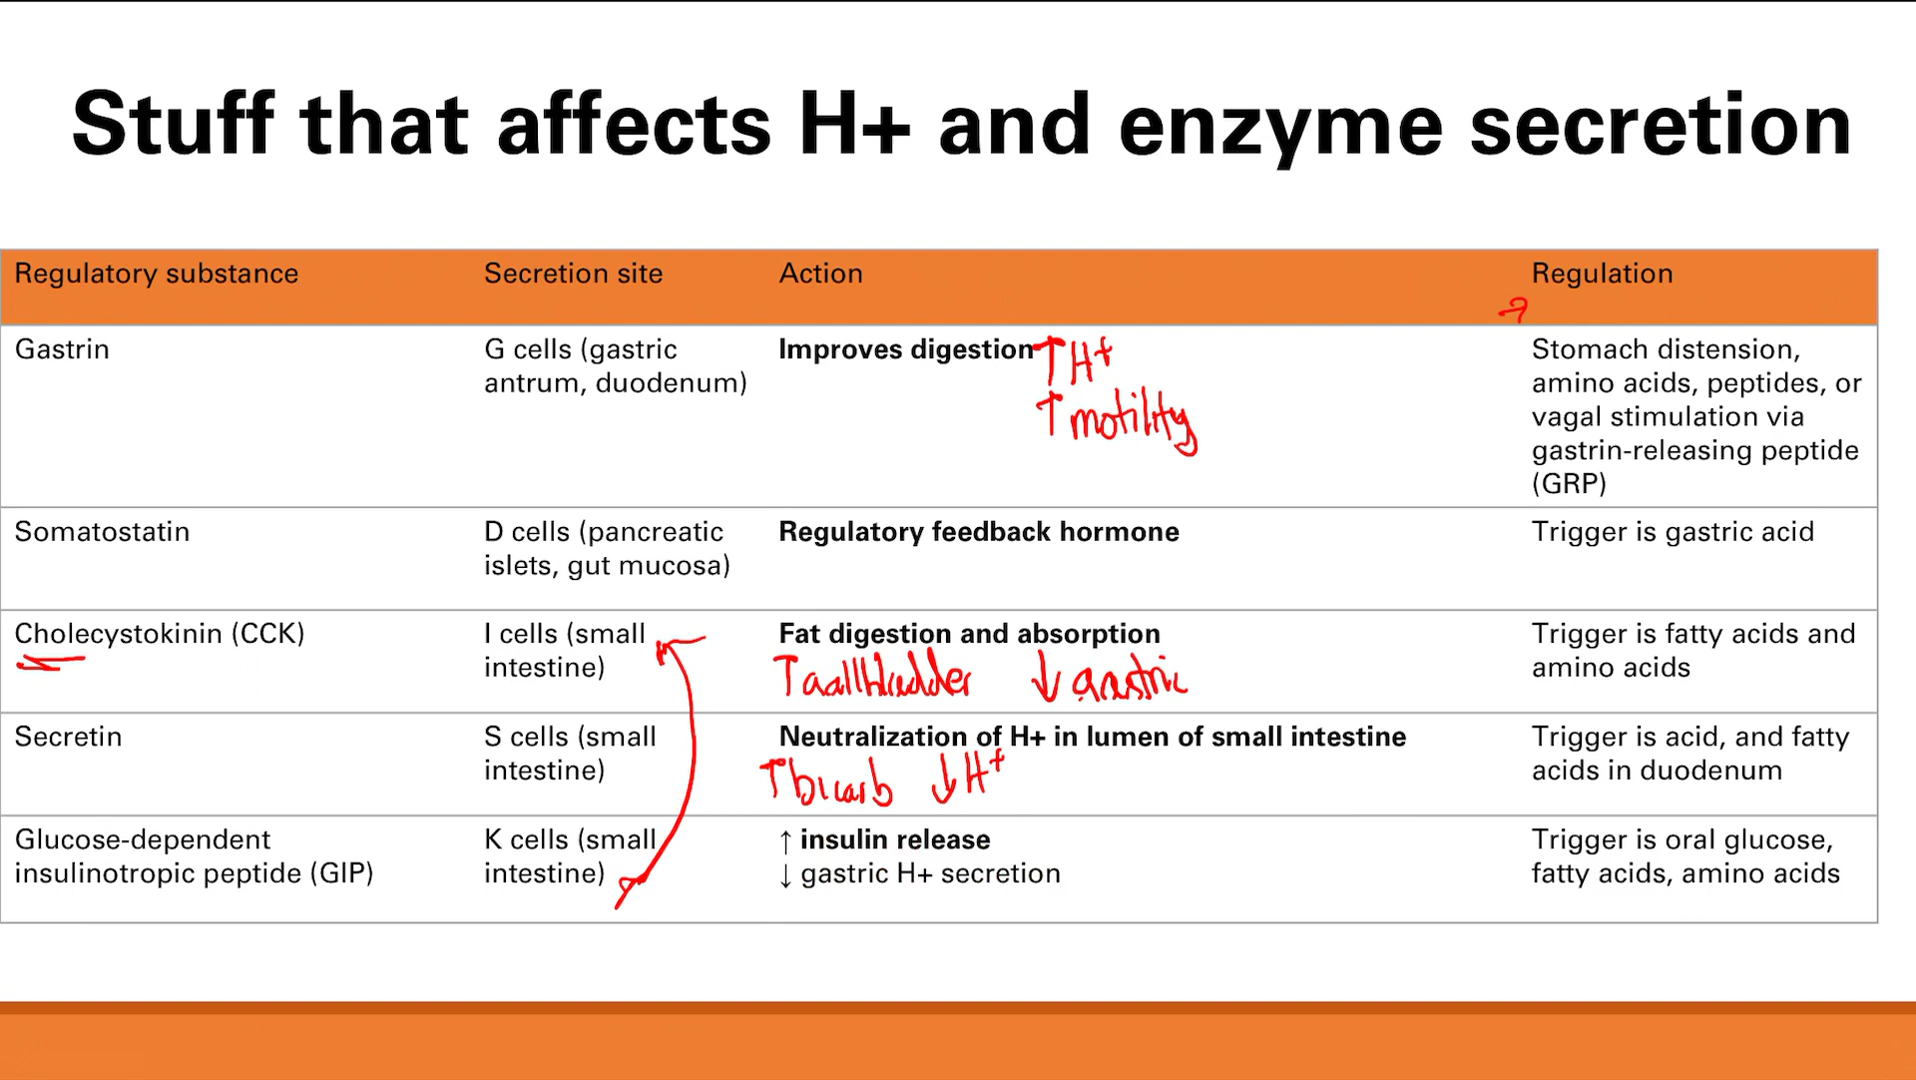 Stuff that affects H+ and enzyme secretion
Regulatory substance Secretion site Action Regulation
Gastrin
G cells (gastric
antrum, duodenum)
Improves digestion ↑ H+
↑ motility
Stomach distension,
amino acids, peptides, or
vagal stimulation via
gastrin-releasing peptide
(GRP)
Somatostatin
D cells (pancreatic
islets, gut mucosa)
Regulatory feedback hormone
Trigger is gastric acid
Cholecystokinin (CCK)
I cells (small
intestine)
Fat digestion and absorption
↑ gallbladder ↓ gastric
Trigger is fatty acids and
amino acids
Secretin
S cells (small
intestine)
Neutralization of H+ in lumen of small intestine
↑ bicarb ↓ H+
Trigger is acid, and fatty
acids in duodenum
Glucose-dependent
insulinotropic peptide (GIP)
K cells (small
intestine)
↑ insulin release
↓ gastric H+ secretion
Trigger is oral glucose,
fatty acids, amino acids